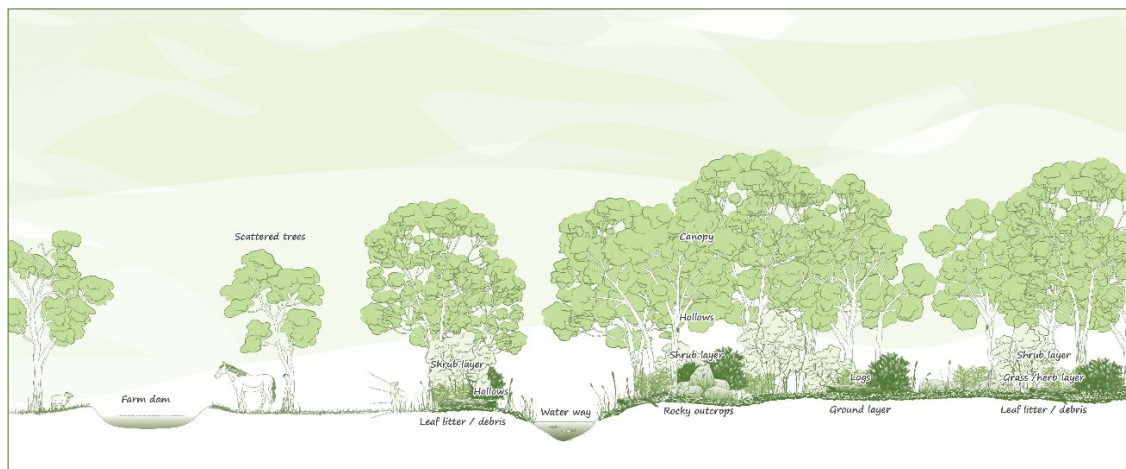 Scattered trees
Canopy
Hollows
Shrub layer
Shrub layer
Shrub layer
Hollows
Logs
Grass /herb layer
Farm dam
Leaf litter / debris
Water way
Rocky outcrops
Ground layer
Leaf litter / debris